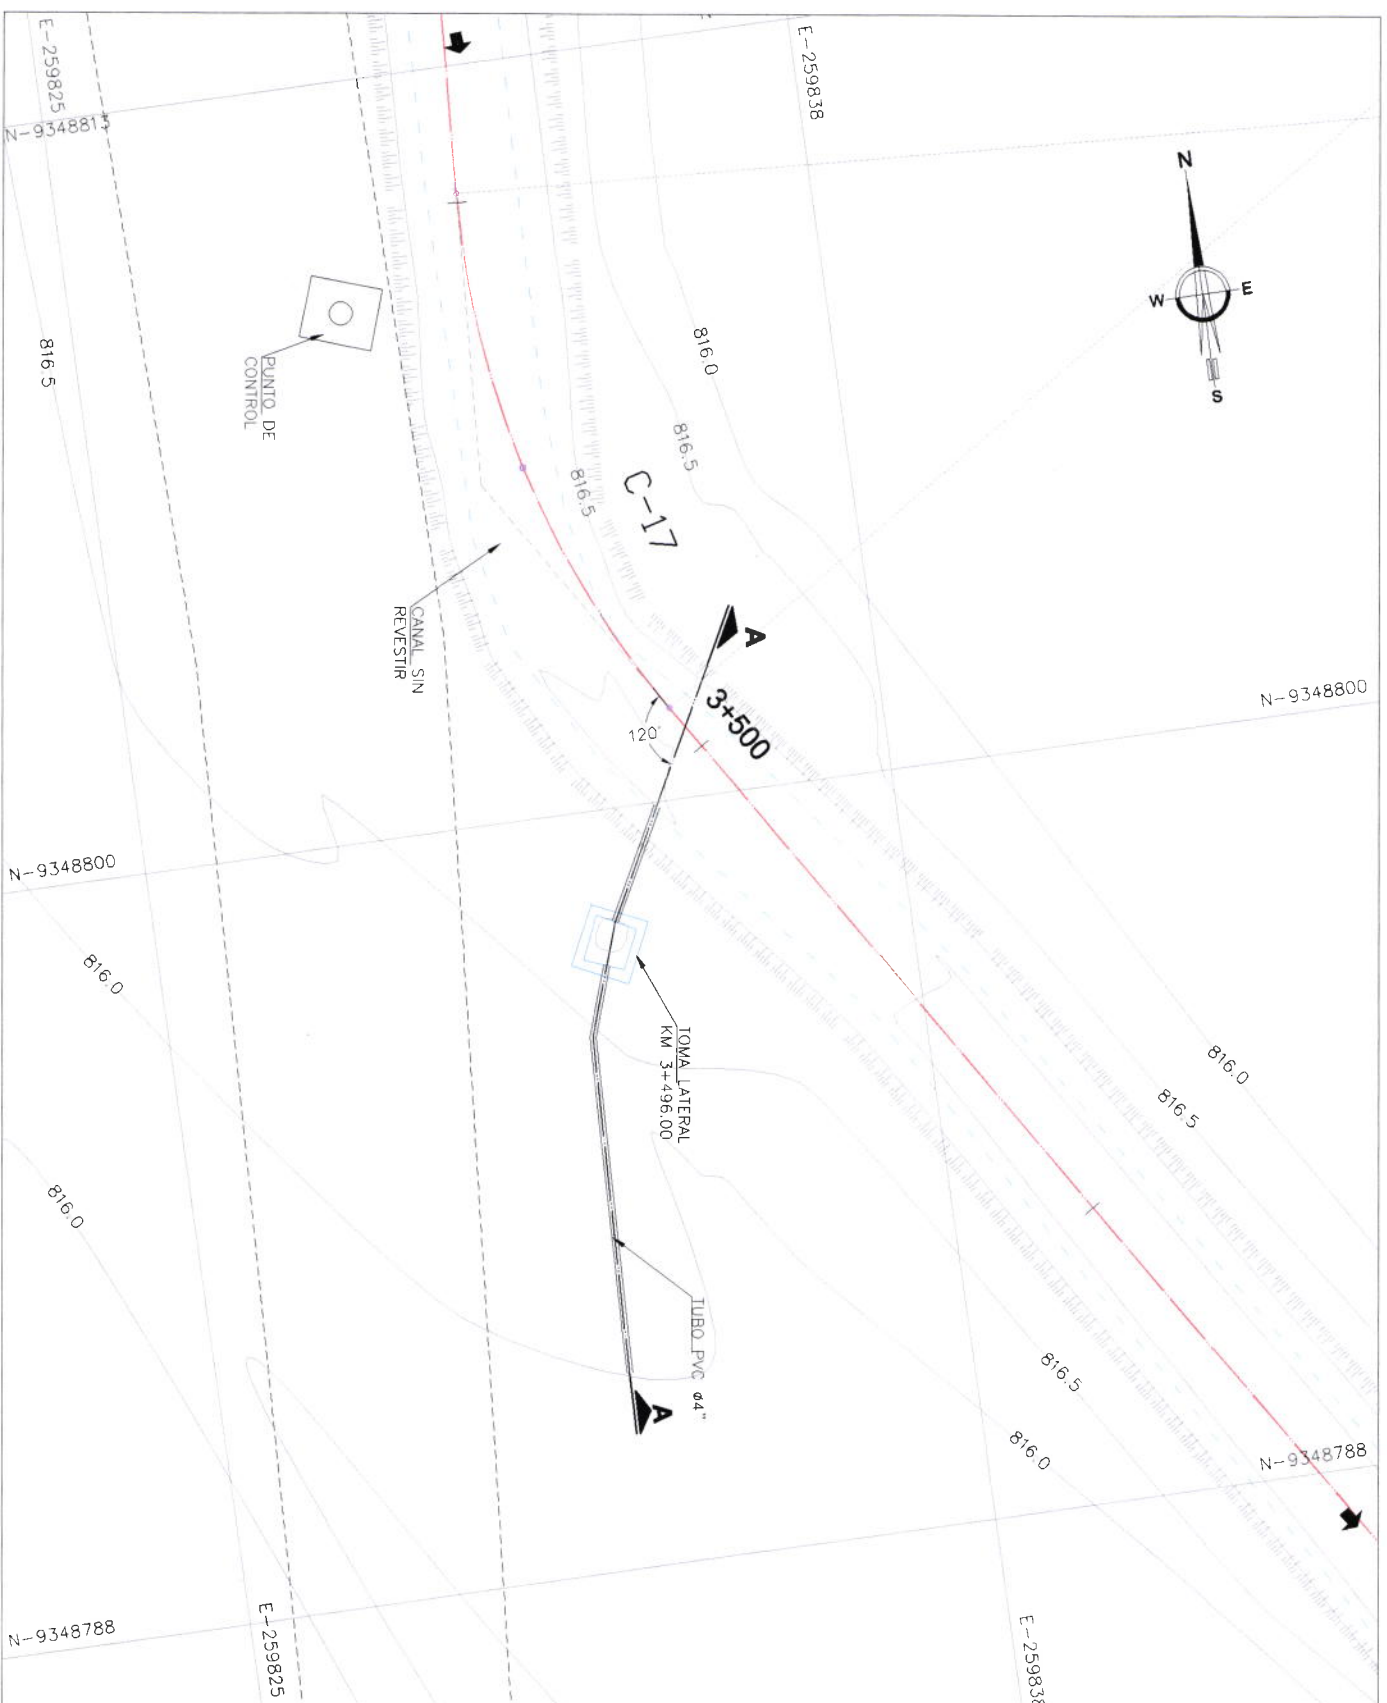 E-259825
N-9348813
E-259838
N
E
W
S
816.0
816.5
816.5
816.5
PUNTO DE
CONTROL
C-17
CANAL SIN
REVESTIR
A
3+500
120°
N-9348800
N-9348800
816.0
816.0
TOMA LATERAL
KM 3+496.00
816.0
816.5
TUBO PVC ø4"
A
816.5
816.0
N-9348788
N-9348788
E-259825
E-259838